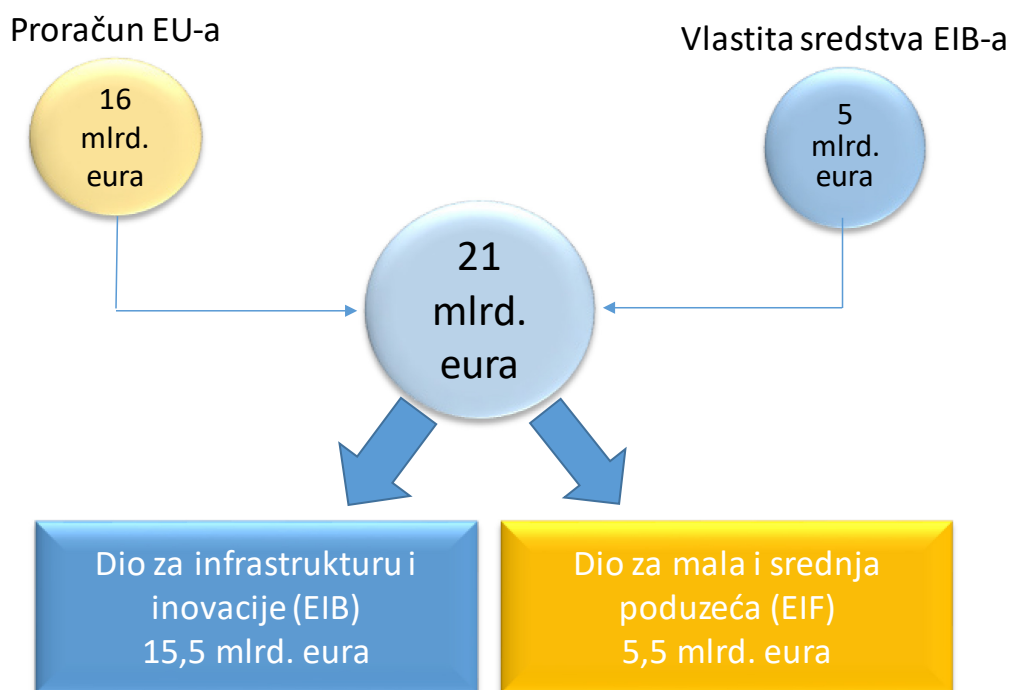 Proračun EU-a
Vlastita sredstva EIB-a
16
mlrd.
eura
5
mlrd.
eura
21
mlrd.
eura
Dio za infrastrukturu i
inovacije (EIB)
15,5 mlrd. eura
Dio za mala i srednja
poduzeća (EIF)
5,5 mlrd. eura